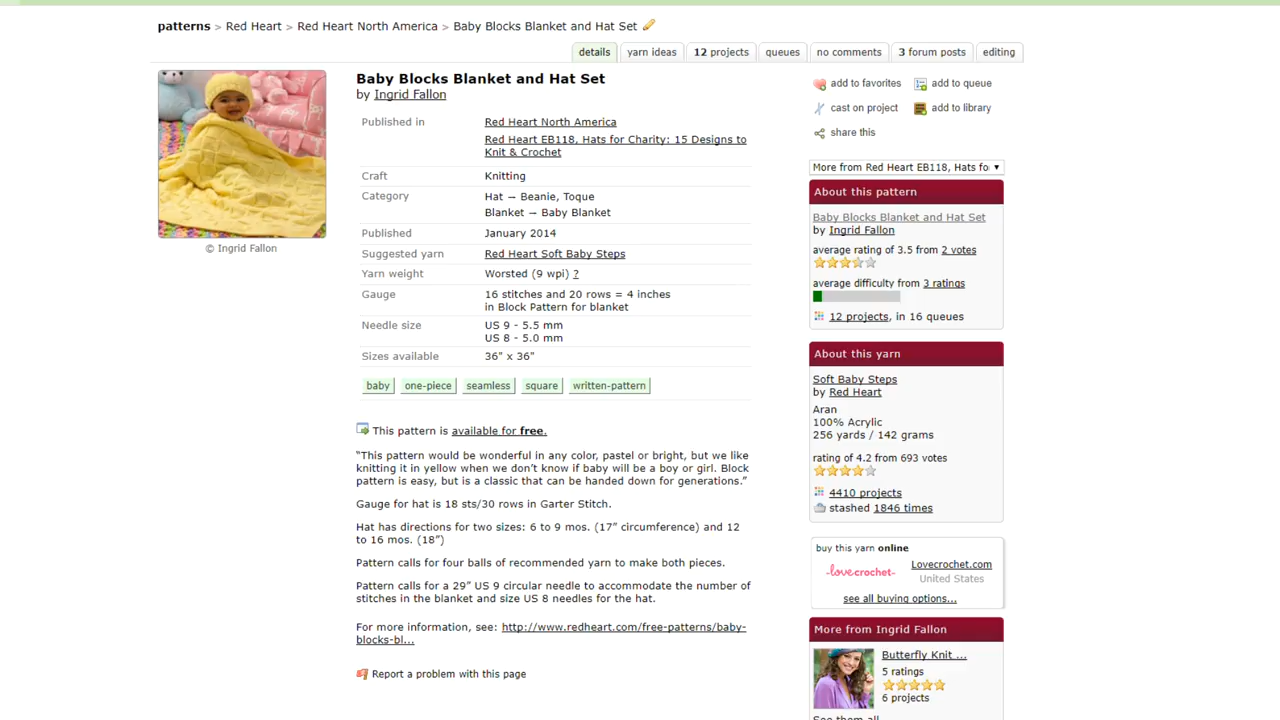 patterns > Red Heart > Red Heart North America > Baby Blocks Blanket and Hat Set
details
yarn ideas
12 projects
queues
no comments
3 forum posts
editing
© Ingrid Fallon
Baby Blocks Blanket and Hat Set
by Ingrid Fallon
Published in
Red Heart North America
Red Heart EB118, Hats for Charity: 15 Designs to
Knit & Crochet
Craft
Knitting
Category
Hat → Beanie, Toque
Blanket → Baby Blanket
Published
January 2014
Suggested yarn
Red Heart Soft Baby Steps
Yarn weight
Worsted (9 wpi) ?
Gauge
16 stitches and 20 rows = 4 inches
in Block Pattern for blanket
Needle size
US 9 - 5.5 mm
US 8 - 5.0 mm
Sizes available
36" x 36"
baby
one-piece
seamless
square
written-pattern
This pattern is available for free.
“This pattern would be wonderful in any color, pastel or bright, but we like
knitting it in yellow when we don’t know if baby will be a boy or girl. Block
pattern is easy, but is a classic that can be handed down for generations.”
Gauge for hat is 18 sts/30 rows in Garter Stitch.
Hat has directions for two sizes: 6 to 9 mos. (17” circumference) and 12
to 16 mos. (18”)
Pattern calls for four balls of recommended yarn to make both pieces.
Pattern calls for a 29” US 9 circular needle to accommodate the number of
stitches in the blanket and size US 8 needles for the hat.
For more information, see: http://www.redheart.com/free-patterns/baby-
blocks-bl...
Report a problem with this page
add to favorites
add to queue
cast on project
add to library
share this
More from Red Heart EB118, Hats fo
About this pattern
Baby Blocks Blanket and Hat Set
by Ingrid Fallon
average rating of 3.5 from 2 votes
average difficulty from 3 ratings
12 projects, in 16 queues
About this yarn
Soft Baby Steps
by Red Heart
Aran
100% Acrylic
256 yards / 142 grams
rating of 4.2 from 693 votes
4410 projects
stashed 1846 times
buy this yarn online
lovecrochet
Lovecrochet.com
United States
see all buying options...
More from Ingrid Fallon
Butterfly Knit ...
5 ratings
6 projects
See them all